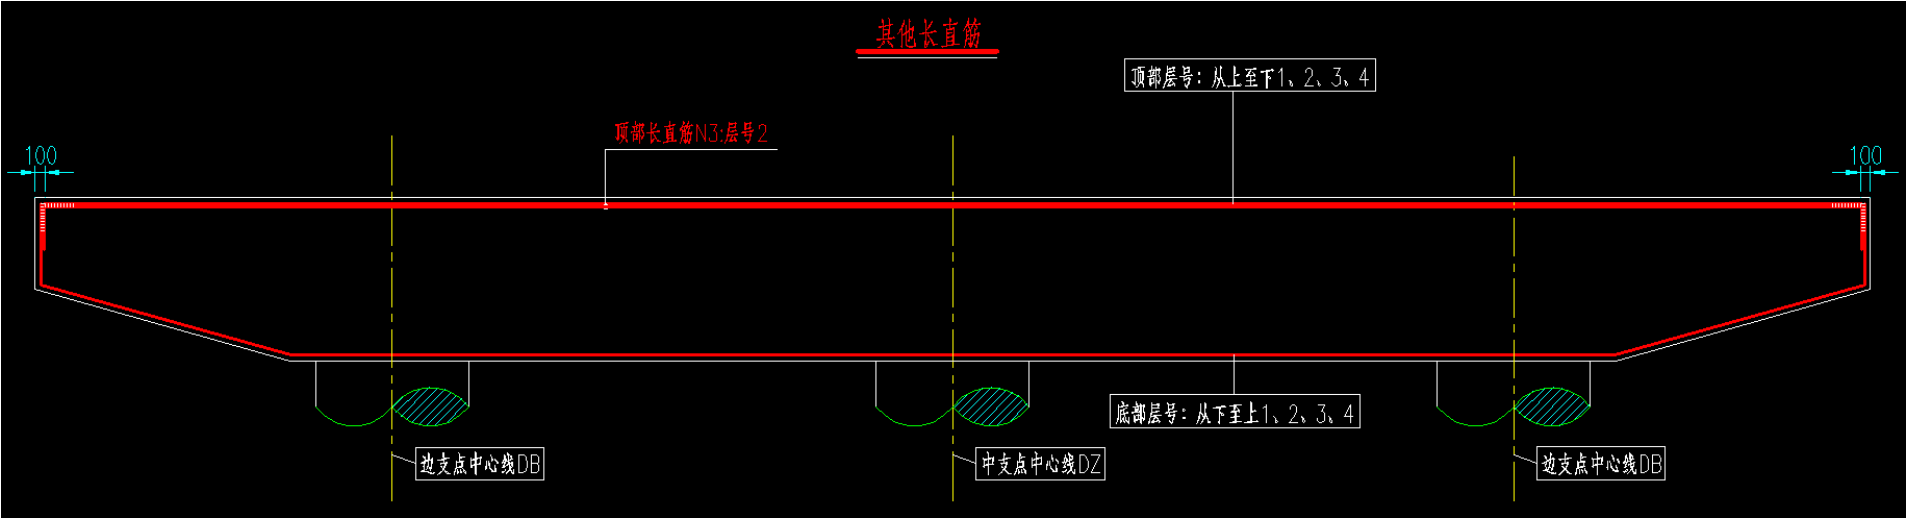 其他长直筋
顶部层号：从上至下1、2、3、4
顶部长直筋N3:层号2
100
100
底部层号：从下至上1、2、3、4
边支点中心线DB
中支点中心线DZ
边支点中心线DB